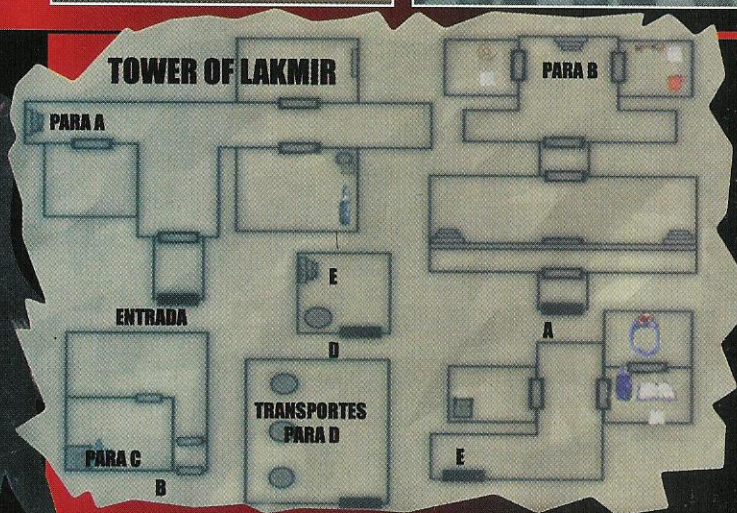 TOWER OF LAKMIR
PARA A
PARA B
ENTRADA
E
D
A
TRANSPORTES
PARA D
PARA C
B
E